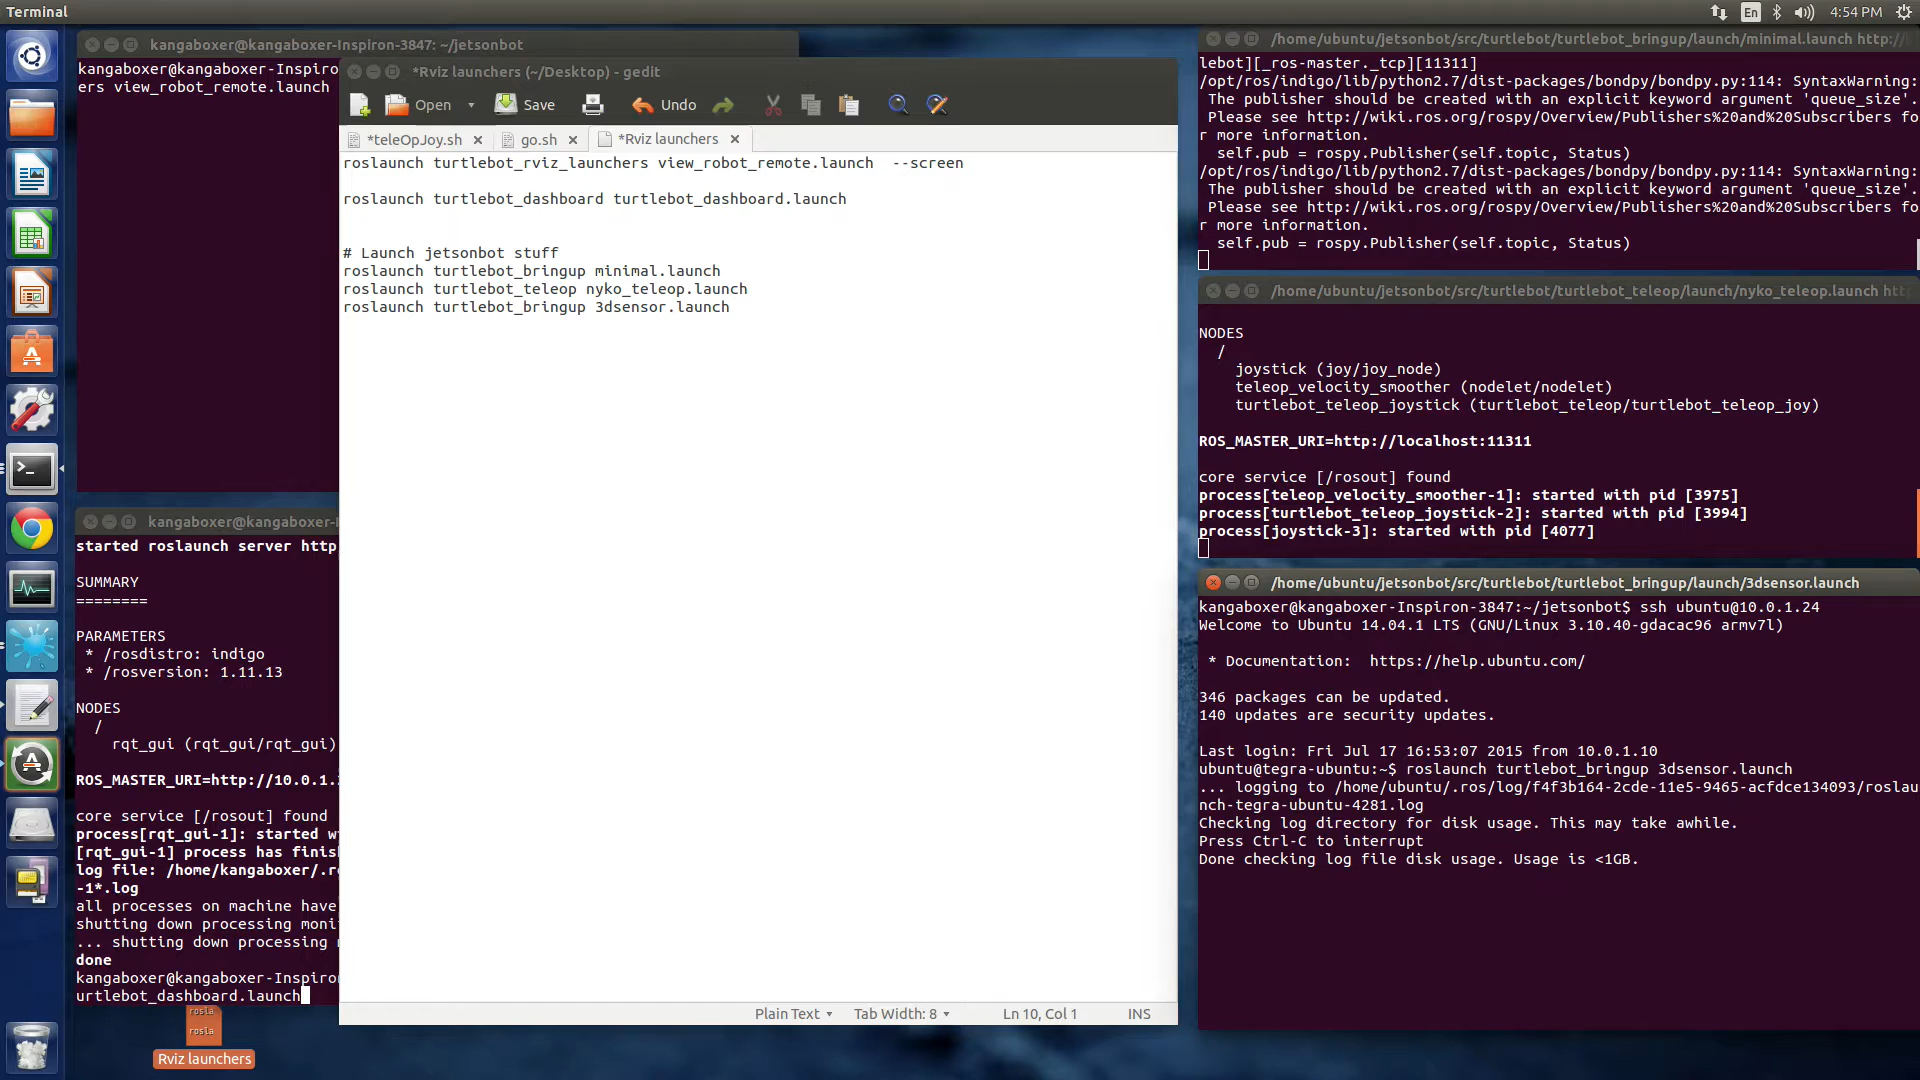 Terminal
En
4:54 PM
kangaboxer@kangaboxer-Inspiron-3847: ~/jetsonbot
kangaboxer@kangaboxer-Inspiro
ers view_robot_remote.launch
*Rviz launchers (~/Desktop) - gedit
Open
Save
Undo
*teleOpJoy.sh
go.sh
*Rviz launchers
roslaunch turtlebot_rviz_launchers view_robot_remote.launch  --screen
roslaunch turtlebot_dashboard turtlebot_dashboard.launch
# Launch jetsonbot stuff
roslaunch turtlebot_bringup minimal.launch
roslaunch turtlebot_teleop nyko_teleop.launch
roslaunch turtlebot_bringup 3dsensor.launch
Plain Text
Tab Width: 8
Ln 10, Col 1
INS
kangaboxer@kangaboxer-I
started roslaunch server http
SUMMARY
========
PARAMETERS
* /rosdistro: indigo
* /rosversion: 1.11.13
NODES
/
rqt_gui (rqt_gui/rqt_gui)
ROS_MASTER_URI=http://10.0.1.
core service [/rosout] found
process[rqt_gui-1]: started w
[rqt_gui-1] process has finis
log file: /home/kangaboxer/.r
-1*.log
all processes on machine have
shutting down processing moni
... shutting down processing
done
kangaboxer@kangaboxer-Inspiro
urtlebot_dashboard.launch
rosla
rosla
Rviz launchers
/home/ubuntu/jetsonbot/src/turtlebot/turtlebot_bringup/launch/minimal.launch http:/
lebot][_ros-master._tcp][11311]
/opt/ros/indigo/lib/python2.7/dist-packages/bondpy/bondpy.py:114: SyntaxWarning:
The publisher should be created with an explicit keyword argument 'queue_size'.
Please see http://wiki.ros.org/rospy/Overview/Publishers%20and%20Subscribers fo
r more information.
self.pub = rospy.Publisher(self.topic, Status)
/opt/ros/indigo/lib/python2.7/dist-packages/bondpy/bondpy.py:114: SyntaxWarning:
The publisher should be created with an explicit keyword argument 'queue_size'.
Please see http://wiki.ros.org/rospy/Overview/Publishers%20and%20Subscribers fo
r more information.
self.pub = rospy.Publisher(self.topic, Status)
/home/ubuntu/jetsonbot/src/turtlebot/turtlebot_teleop/launch/nyko_teleop.launch htt
NODES
/
joystick (joy/joy_node)
teleop_velocity_smoother (nodelet/nodelet)
turtlebot_teleop_joystick (turtlebot_teleop/turtlebot_teleop_joy)
ROS_MASTER_URI=http://localhost:11311
core service [/rosout] found
process[teleop_velocity_smoother-1]: started with pid [3975]
process[turtlebot_teleop_joystick-2]: started with pid [3994]
process[joystick-3]: started with pid [4077]
/home/ubuntu/jetsonbot/src/turtlebot/turtlebot_bringup/launch/3dsensor.launch
kangaboxer@kangaboxer-Inspiron-3847:~/jetsonbot$ ssh ubuntu@10.0.1.24
Welcome to Ubuntu 14.04.1 LTS (GNU/Linux 3.10.40-gdacac96 armv7l)
* Documentation:  https://help.ubuntu.com/
346 packages can be updated.
140 updates are security updates.
Last login: Fri Jul 17 16:53:07 2015 from 10.0.1.10
ubuntu@tegra-ubuntu:~$ roslaunch turtlebot_bringup 3dsensor.launch
... logging to /home/ubuntu/.ros/log/f4f3b164-2cde-11e5-9465-acfdce134093/roslau
nch-tegra-ubuntu-4281.log
Checking log directory for disk usage. This may take awhile.
Press Ctrl-C to interrupt
Done checking log file disk usage. Usage is <1GB.